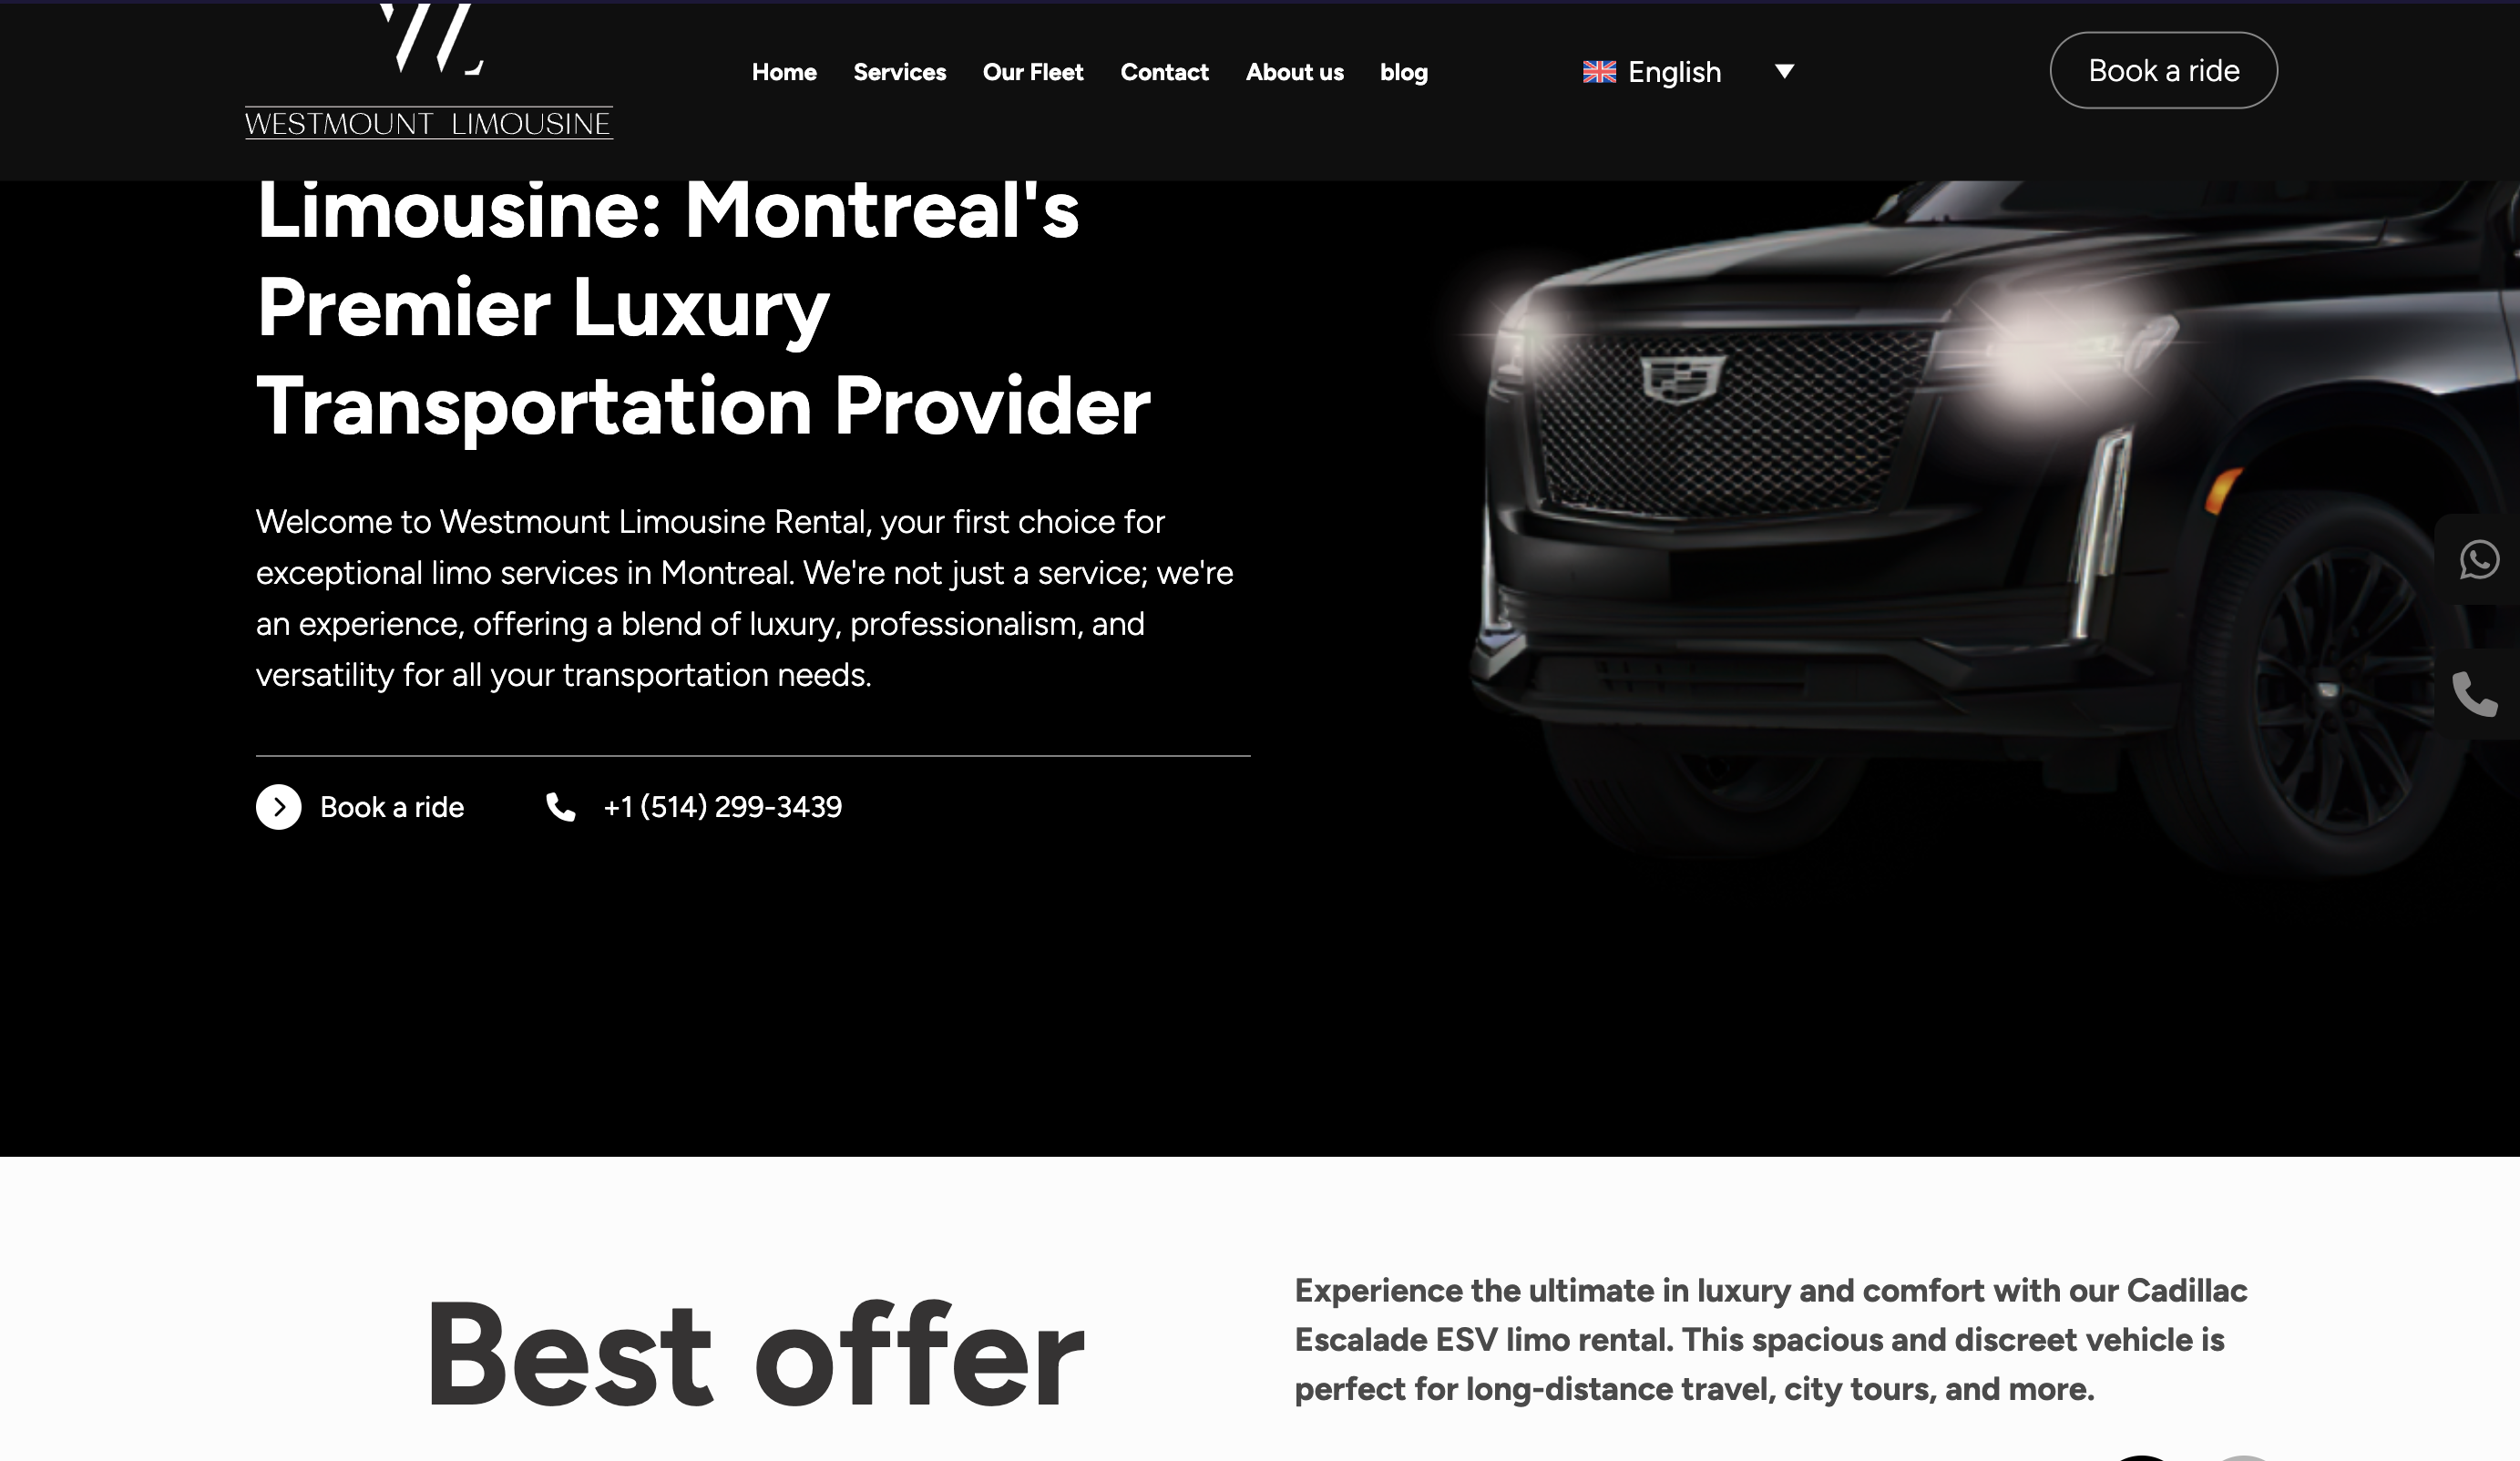 WESTMOUNT LIMOUSINE
Home Services Our Fleet Contact About us blog
English
Book a ride
Limousine: Montreal's
Premier Luxury
Transportation Provider
Welcome to Westmount Limousine Rental, your first choice for
exceptional limo services in Montreal. We're not just a service; we're
an experience, offering a blend of luxury, professionalism, and
versatility for all your transportation needs.
Book a ride
+1 (514) 299-3439
Best offer
Experience the ultimate in luxury and comfort with our Cadillac
Escalade ESV limo rental. This spacious and discreet vehicle is
perfect for long-distance travel, city tours, and more.